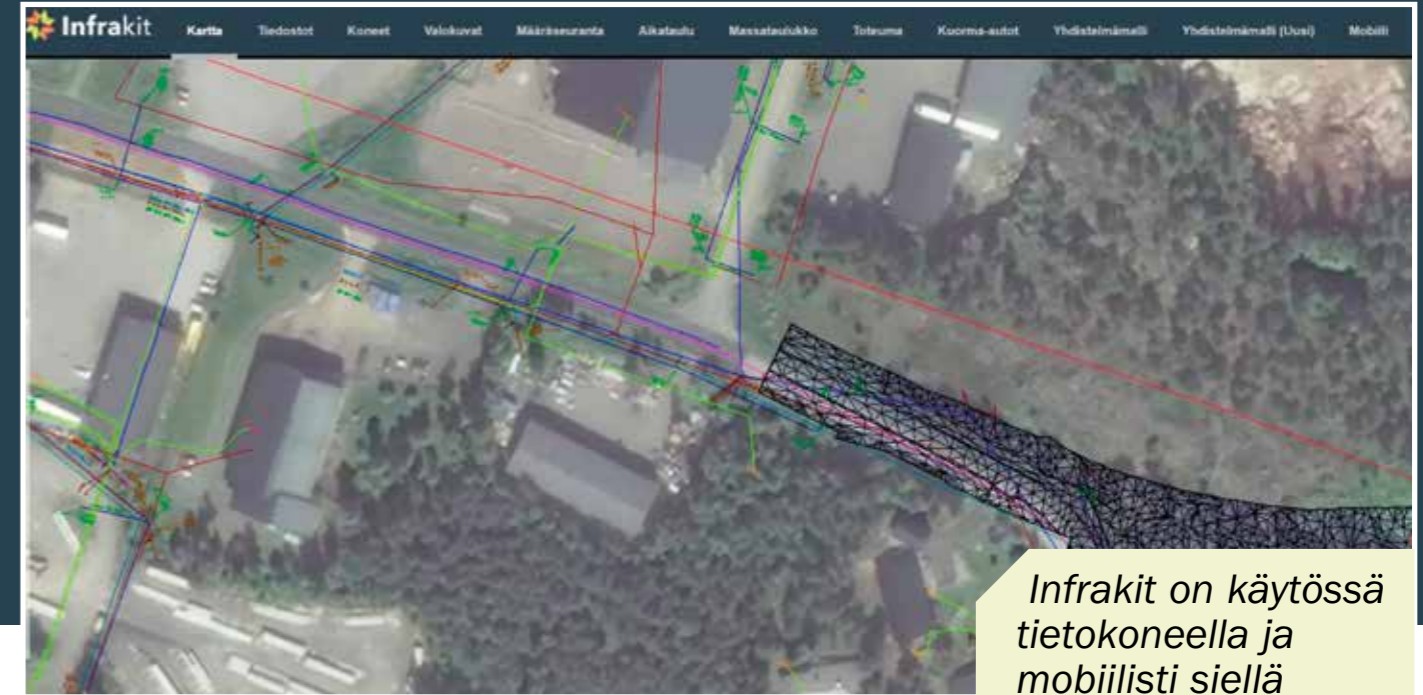 Infrakit Kartta Tiedostot Koneet Valokuvat Määräseuranta Aikataulu Massataulukko Toteuma Kuorma-autot Yhdistelmämalli Yhdistelmämalli (Uusi) Mobiili
Infrakit on käytössä
tietokoneella ja
mobiilisti siellä